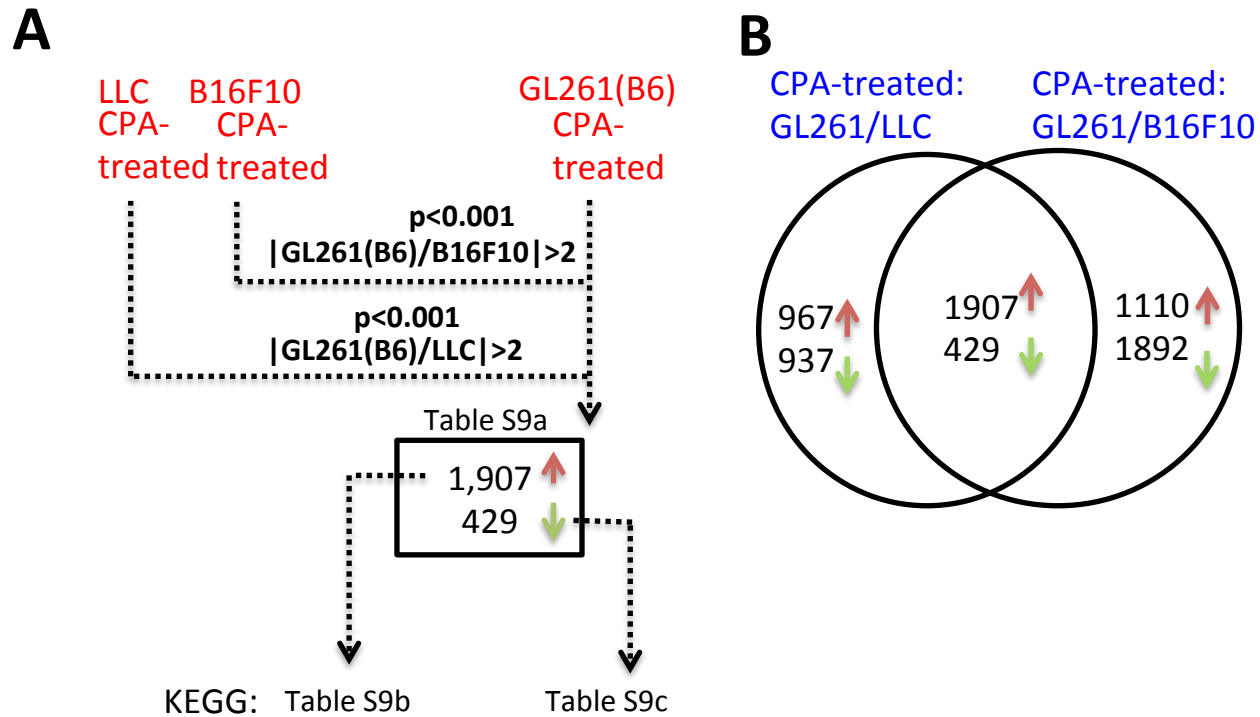 A
LLC B16F10 GL261(B6)
CPA- CPA- CPA-
treated treated treated
p<0.001
|GL261(B6)/B16F10|>2
p<0.001
|GL261(B6)/LLC|>2
Table S9a
1,907
429
KEGG: Table S9b Table S9c
B
CPA-treated: CPA-treated:
GL261/LLC GL261/B16F10
967 1907 1110
937 429 1892